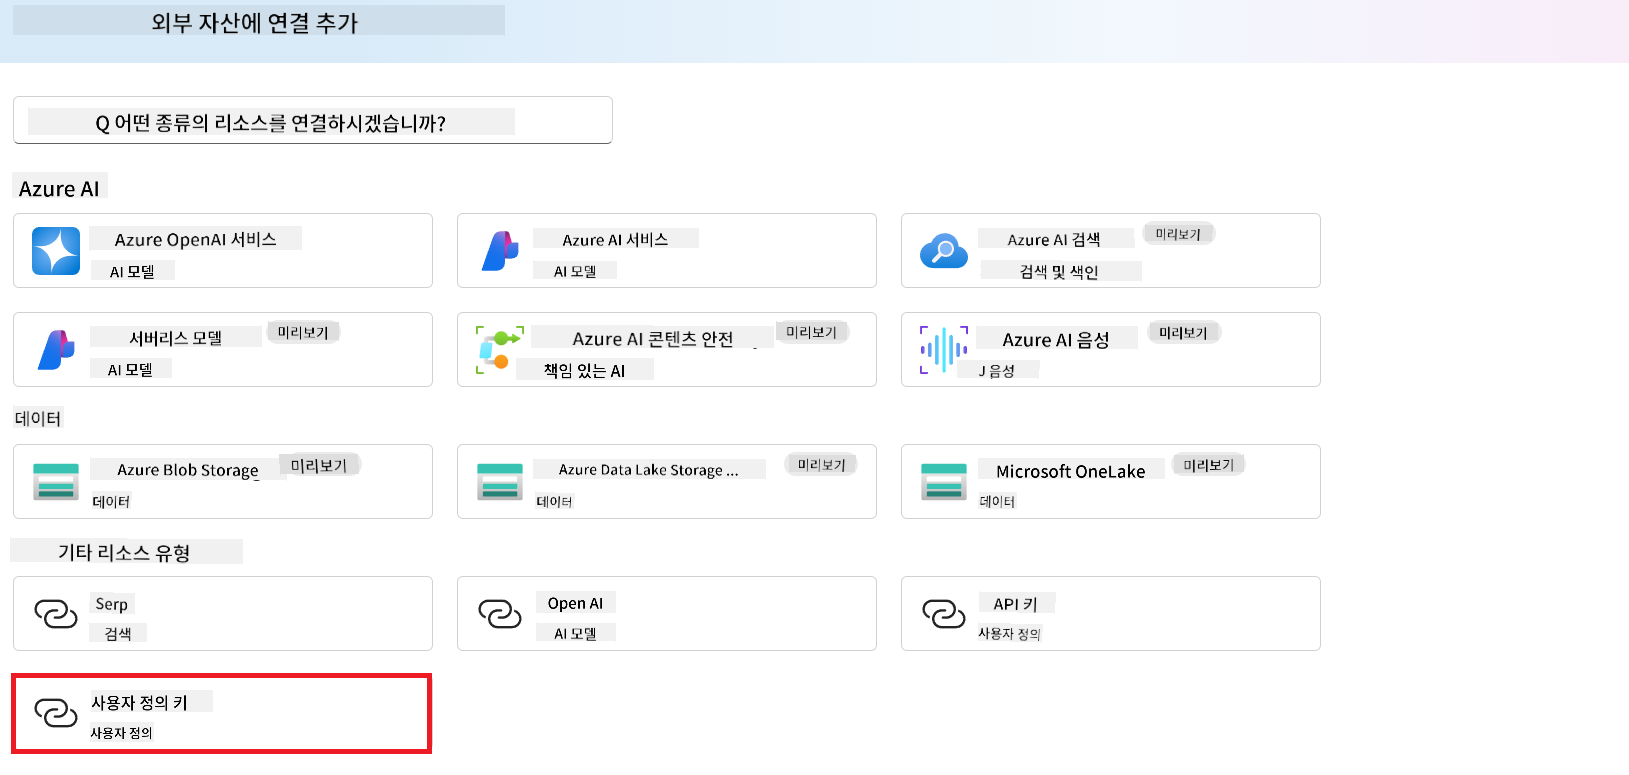 외부 자산에 연결 추가
Q 어떤 종류의 리소스를 연결하시겠습니까?
Azure AI
Azure OpenAI 서비스
AI 모델
Azure AI 서비스
AI 모델
Azure AI 검색
미리보기
검색 및 색인
서버리스 모델
미리보기
AI 모델
Azure AI 콘텐츠 안전
미리보기
책임 있는 AI
Azure AI 음성
미리보기
J 음성
데이터
Azure Blob Storage
미리보기
데이터
Azure Data Lake Storage ...
미리보기
데이터
Microsoft OneLake
미리보기
데이터
기타 리소스 유형
Serp
검색
Open AI
AI 모델
API 키
사용자 정의
사용자 정의 키
사용자 정의